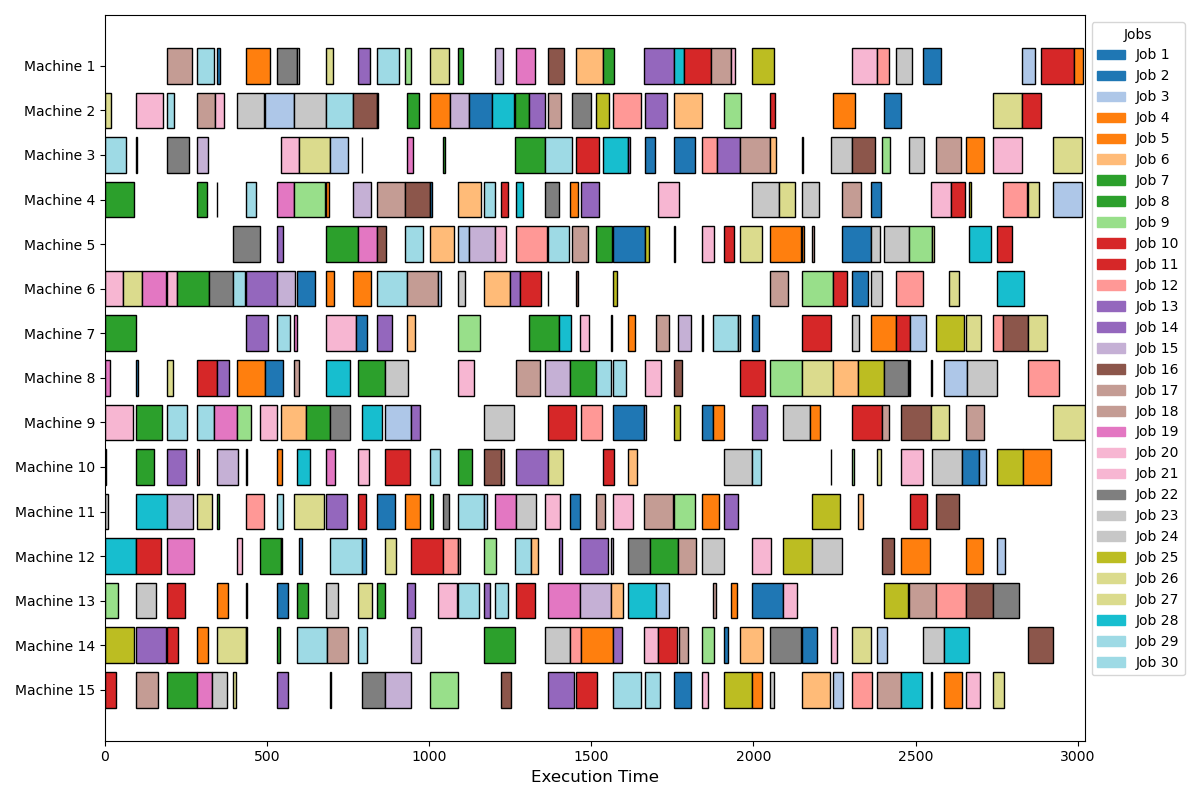 Machine 1
Machine 2
Machine 3
Machine 4
Machine 5
Machine 6
Machine 7
Machine 8
Machine 9
Machine 10
Machine 11
Machine 12
Machine 13
Machine 14
Machine 15
0 500 1000 1500 2000 2500 3000
Execution Time
Jobs
Job 1
Job 2
Job 3
Job 4
Job 5
Job 6
Job 7
Job 8
Job 9
Job 10
Job 11
Job 12
Job 13
Job 14
Job 15
Job 16
Job 17
Job 18
Job 19
Job 20
Job 21
Job 22
Job 23
Job 24
Job 25
Job 26
Job 27
Job 28
Job 29
Job 30